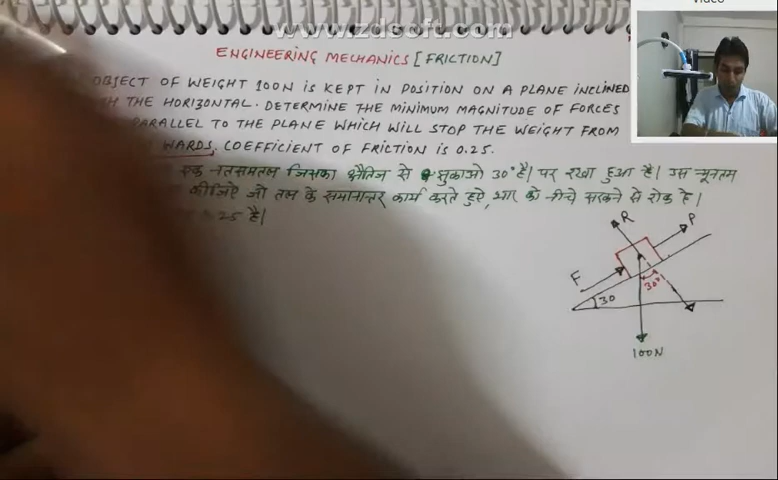 Video
www.zdsoft.com
ENGINEERING MECHANICS [FRICTION]
OBJECT OF WEIGHT 100N IS KEPT IN POSITION ON A PLANE INCLINED
THE HORIZONTAL. DETERMINE THE MINIMUM MAGNITUDE OF FORCES
PARALLEL TO THE PLANE WHICH WILL STOP THE WEIGHT FROM
WARDS. COEFFICIENT OF FRICTION IS 0.25.
एक नतसमतल जिसका क्षैतिज से झुकाओ 30° है। पर रखा हुआ है। उस न्यूनतम
कीजिए जो तल के समानान्तर कार्य करते हुऐ, भार को नीचे सरकने से रोक दे।
25 है।
R
P
F
30°
30
100N